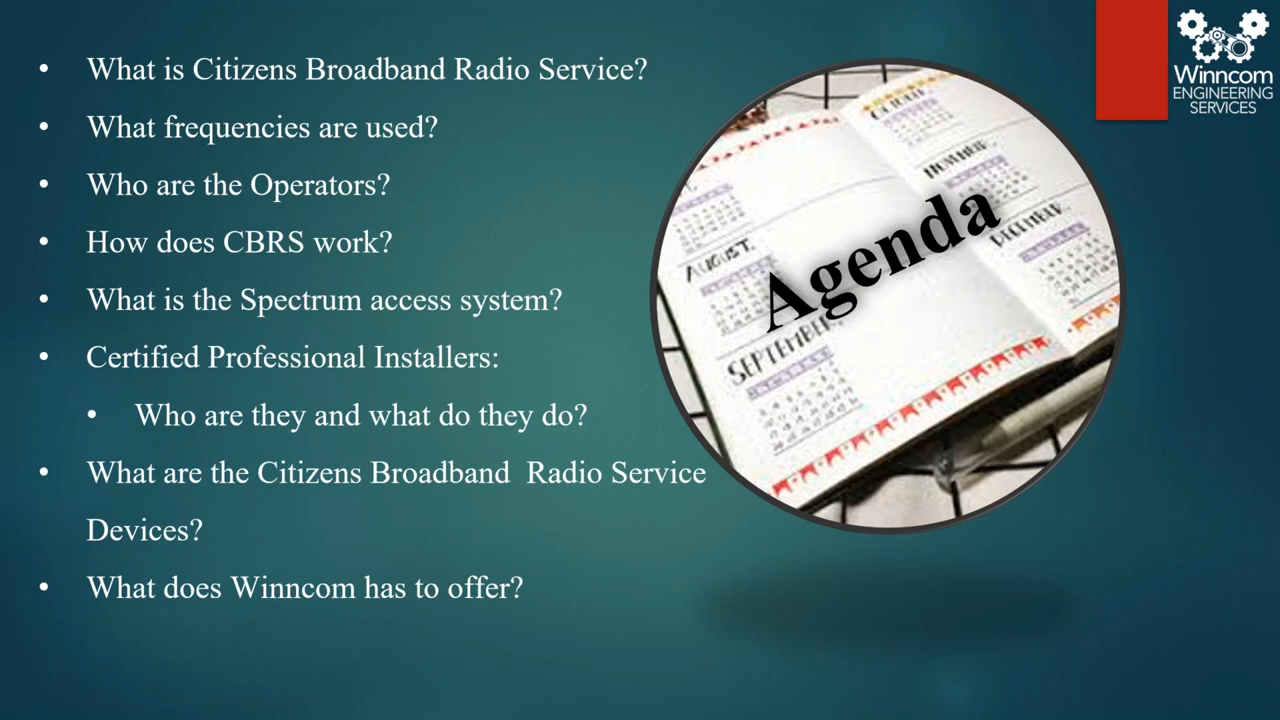 • What is Citizens Broadband Radio Service?
• What frequencies are used?
• Who are the Operators?
• How does CBRS work?
• What is the Spectrum access system?
• Certified Professional Installers:
• Who are they and what do they do?
• What are the Citizens Broadband Radio Service
Devices?
• What does Winncom has to offer?
Agenda
AUGUST.
SEPTEMBER.
NOVEMBER.
DECEMBER.
Winncom
ENGINEERING
SERVICES